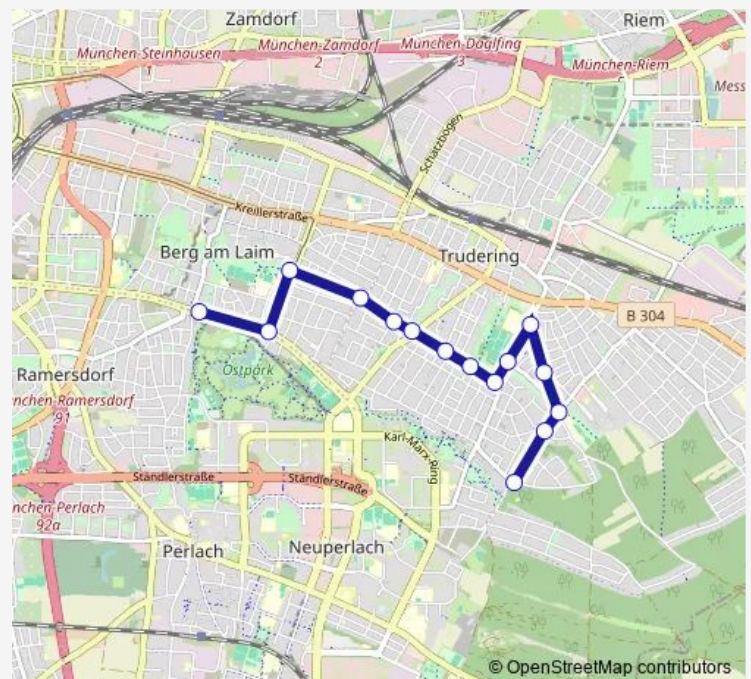 Zamdorf
Riem
München-Steinhausen
1
München-Zamdorf
2
München-Daglfing
3
München-Riem
Mess
Schatzbogen
Kreillerstraße
Berg am Laim
Trudering
B 304
Ostpark
Ramersdorf
nchen-Ramersdorf
91
Karl-Marx-Ring
Ständlerstraße
Ständlerstraße
nchen-Perlach
92a
Perlach
Neuperlach
© OpenStreetMap contributors